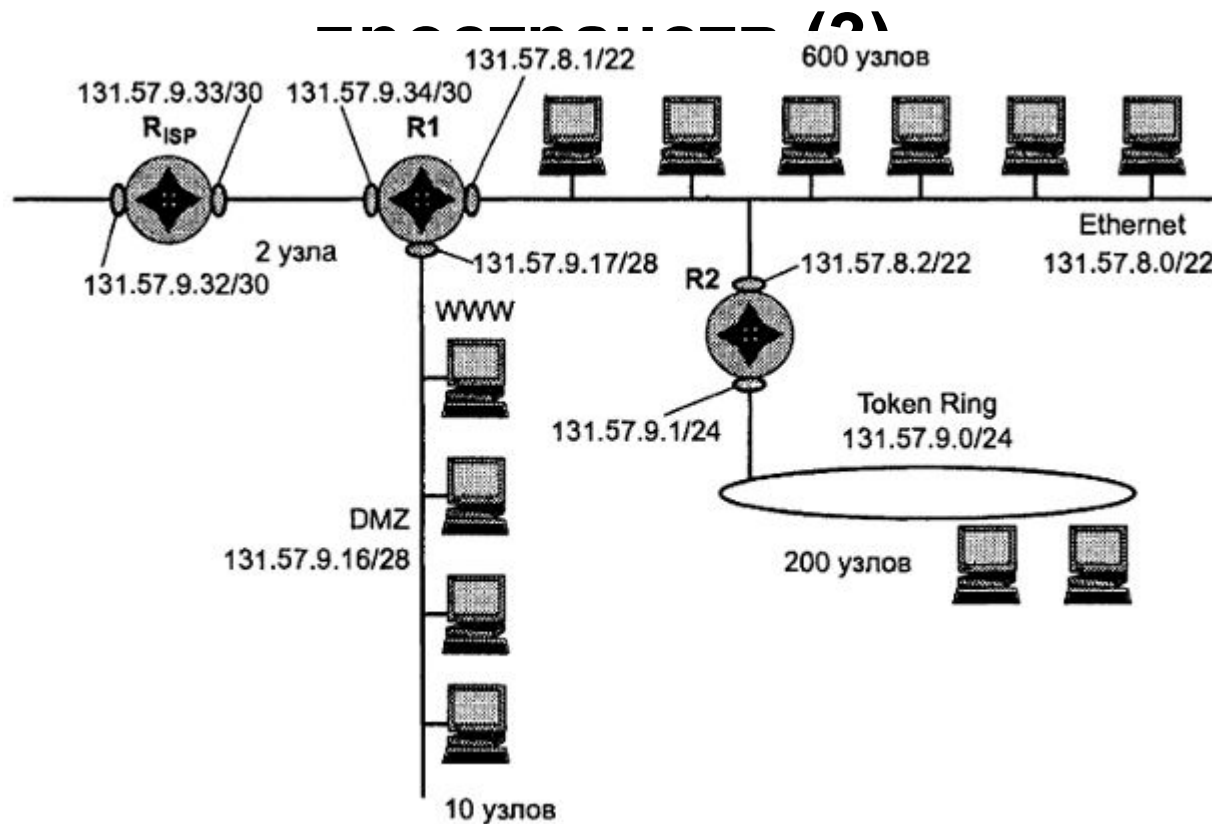 131.57.8.1/22
600 узлов
131.57.9.33/30
131.57.9.34/30
R_ISP
R1
Ethernet
2 узла
131.57.9.17/28
R2
131.57.8.2/22
131.57.8.0/22
131.57.9.32/30
WWW
Token Ring
131.57.9.1/24
131.57.9.0/24
DMZ
131.57.9.16/28
200 узлов
10 узлов